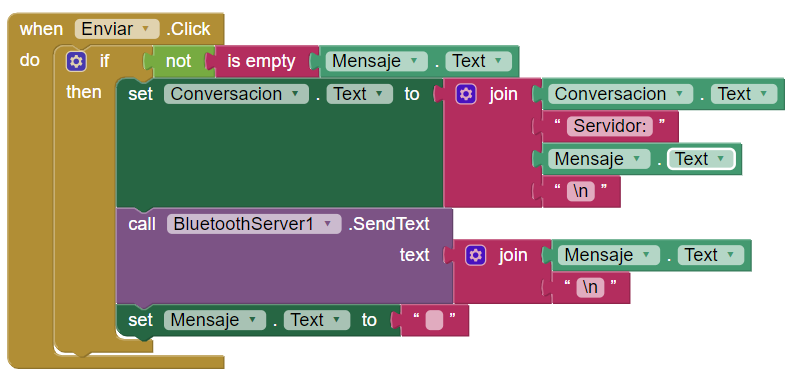 when Enviar .Click
do if not is empty Mensaje . Text
then set Conversacion . Text to join Conversacion . Text
“ Servidor: ”
Mensaje . Text
“ \n ”
call BluetoothServer1 .SendText
text join Mensaje . Text
“ \n ”
set Mensaje . Text to “ ”